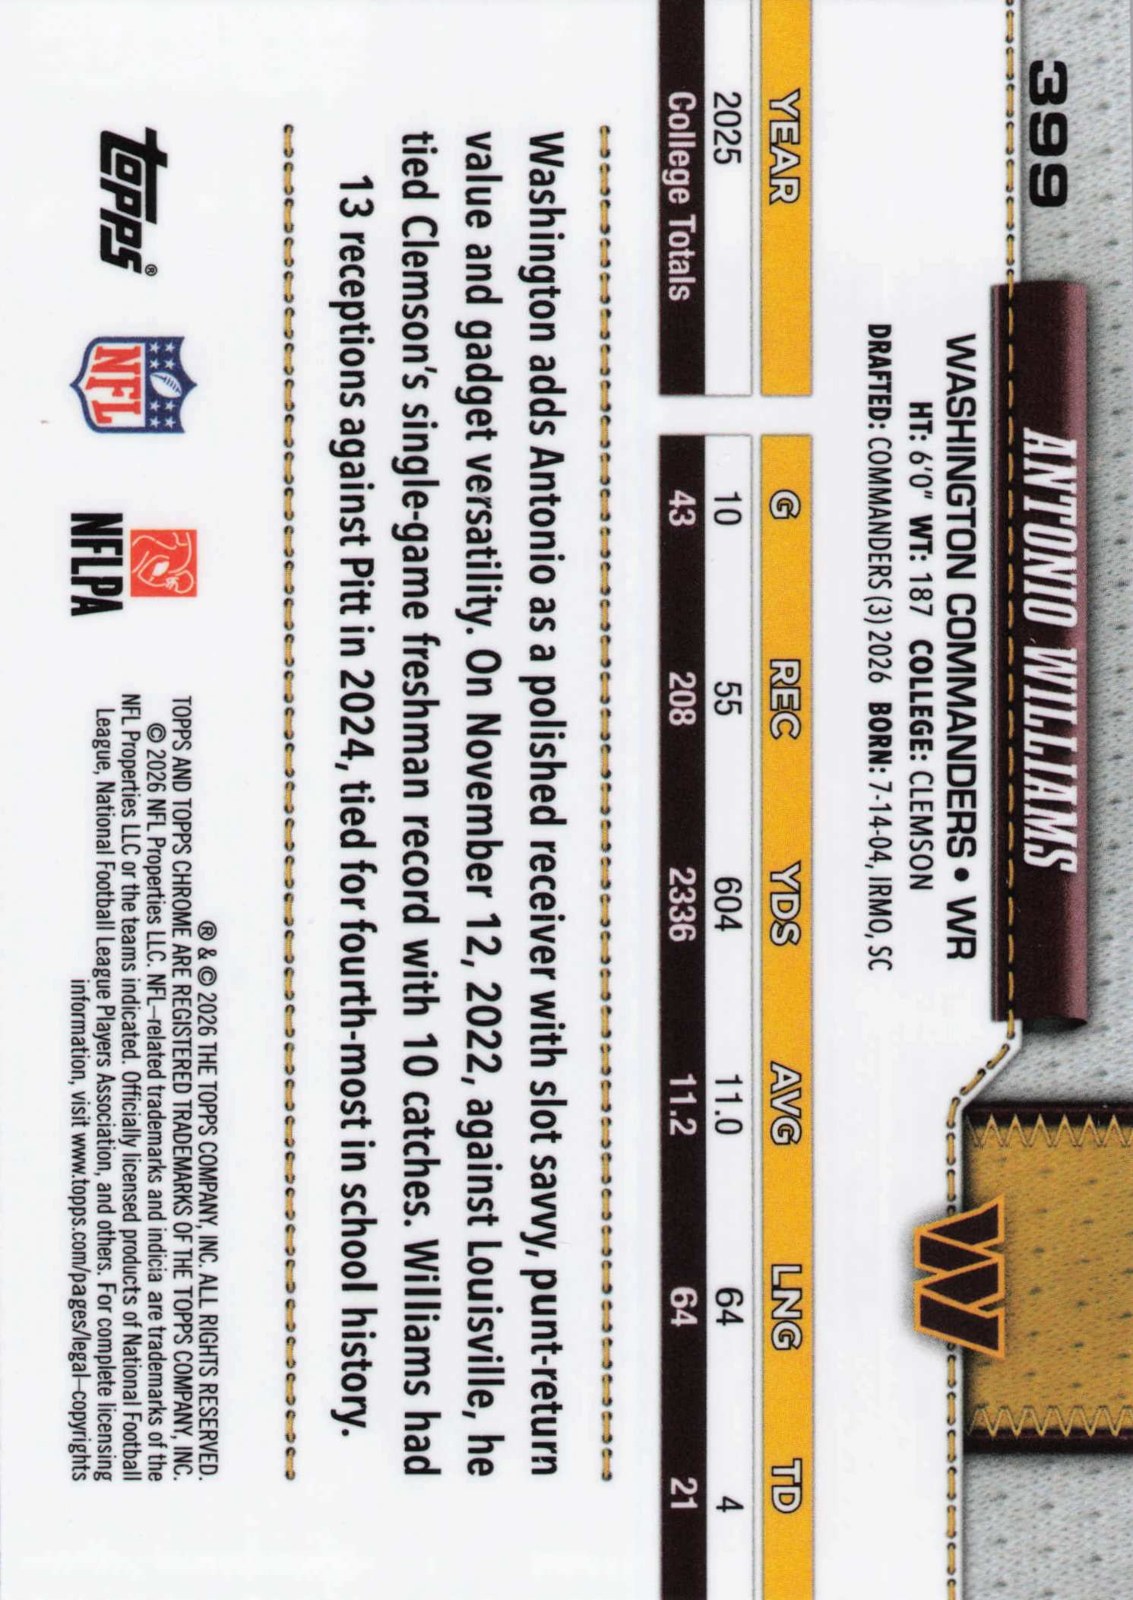 399
ANTONIO WILLIAMS
WASHINGTON COMMANDERS • WR
HT: 6'0" WT: 187 COLLEGE: CLEMSON
DRAFTED: COMMANDERS (3) 2026 BORN: 7-14-04, IRMO, SC
W
YEAR G REC YDS AVG LNG TD
2025 10 55 604 11.0 64 4
College Totals 43 208 2336 11.2 64 21
Washington adds Antonio as a polished receiver with slot savvy, punt-return
value and gadget versatility. On November 12, 2022, against Louisville, he
tied Clemson's single-game freshman record with 10 catches. Williams had
13 receptions against Pitt in 2024, tied for fourth-most in school history.
topps®
NFL
NFLPA
® & © 2026 THE TOPPS COMPANY, INC. ALL RIGHTS RESERVED.
TOPPS AND TOPPS CHROME ARE REGISTERED TRADEMARKS OF THE TOPPS COMPANY, INC.
© 2026 NFL Properties LLC. NFL-related trademarks and indicia are trademarks of the
NFL Properties LLC or the teams indicated. Officially licensed products of National Football
League, National Football League Players Association, and others. For complete licensing
information, visit www.topps.com/pages/legal-copyrights